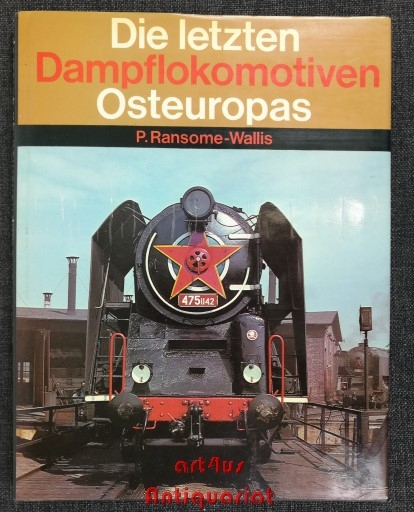 Die letzten
Dampflokomotiven
Osteuropas
P. Ransome-Wallis
475 1142
art4us
Antiquariat